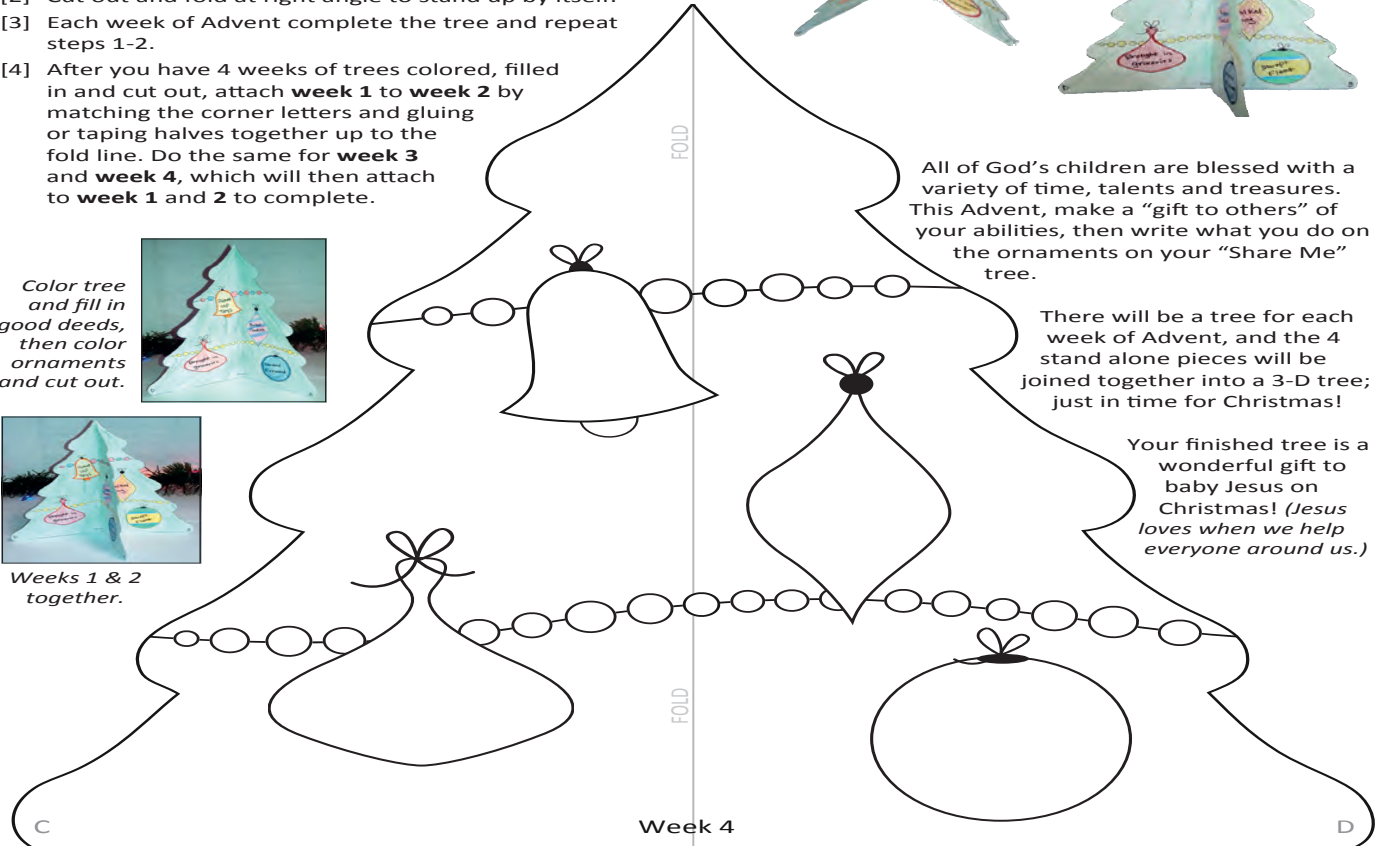 [2] Cut out and fold at right angle to stand up by itself
[3] Each week of Advent complete the tree and repeat
steps 1-2.
[4] After you have 4 weeks of trees colored, filled
in and cut out, attach week 1 to week 2 by
matching the corner letters and gluing
or taping halves together up to the
fold line. Do the same for week 3
and week 4, which will then attach
to week 1 and 2 to complete.
Color tree
and fill in
good deeds,
then color
ornaments
and cut out.
Weeks 1 & 2
together.
FOLD
All of God’s children are blessed with a
variety of time, talents and treasures.
This Advent, make a “gift to others” of
your abilities, then write what you do on
the ornaments on your “Share Me”
tree.
There will be a tree for each
week of Advent, and the 4
stand alone pieces will be
joined together into a 3-D tree;
just in time for Christmas!
Your finished tree is a
wonderful gift to
baby Jesus on
Christmas! (Jesus
loves when we help
everyone around us.)
FOLD
C
Week 4
D
Brought in
groceries